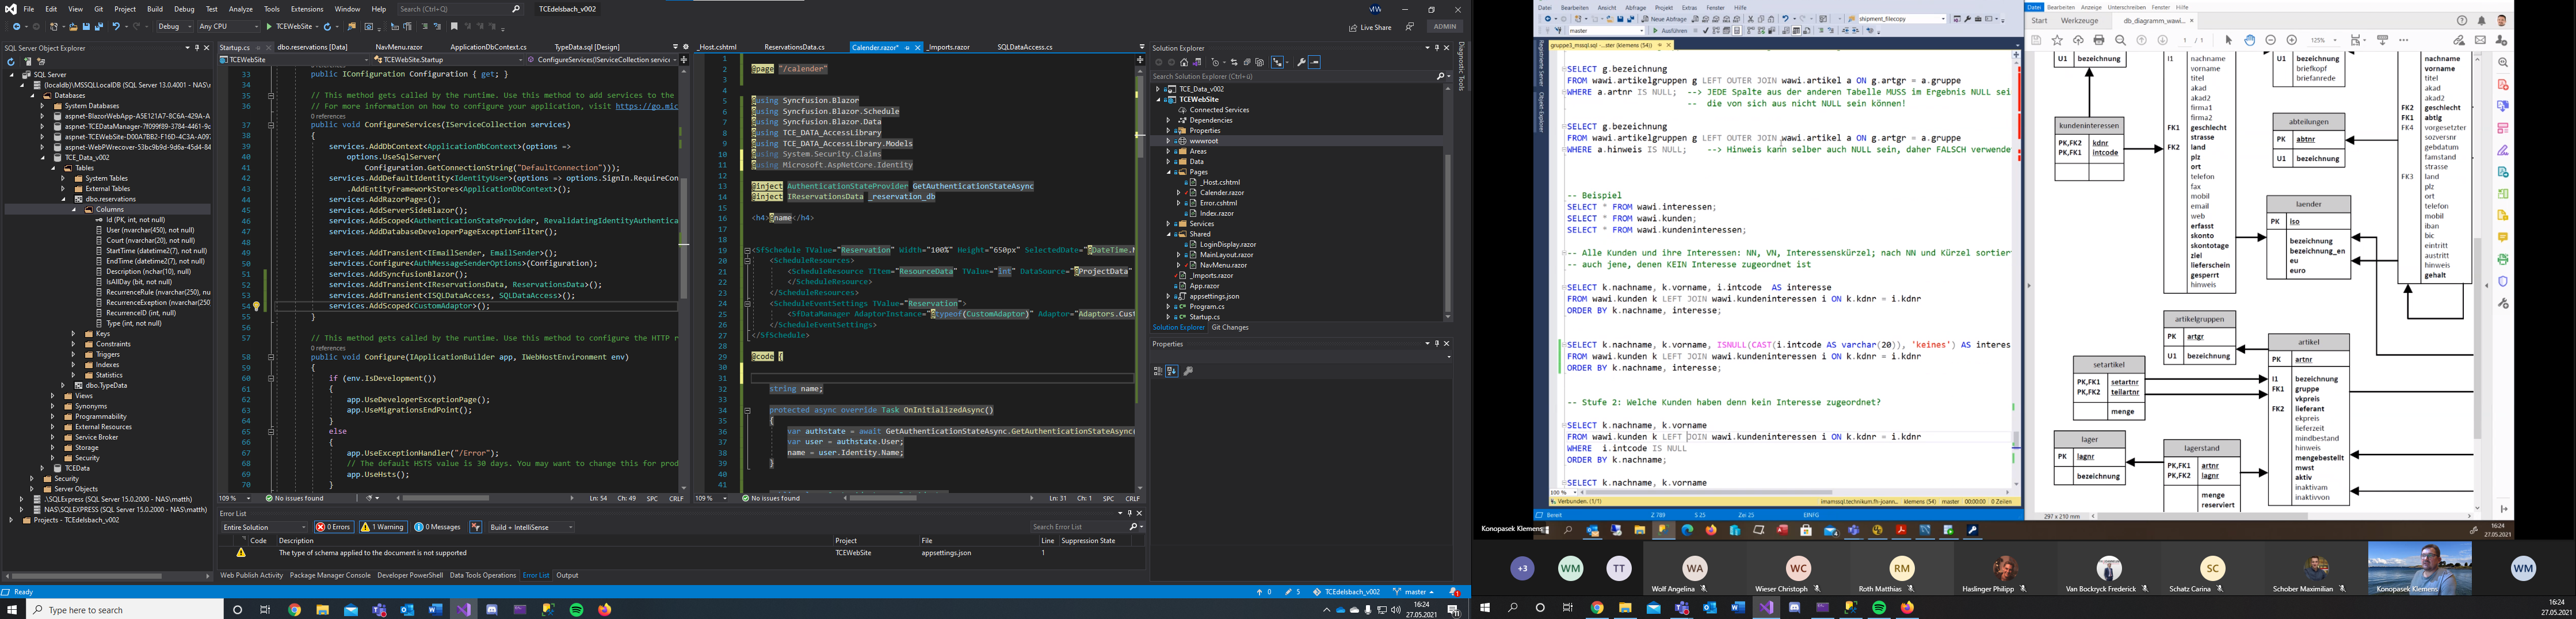 File Edit View Git Project Build Debug Test Analyze Tools Extensions Window Help Search (Ctrl+Q) TCEdelsbach_v002 MW
Debug Any CPU TCEWebSite Live Share ADMIN
SQL Server Object Explorer
SQL Server
(localdb)\MSSQLLocalDB (SQL Server 13.0.4001 - NAS\m
Databases
System Databases
aspnet-BlazorWebApp-A5E121A7-8C6A-429A-A
aspnet-TCEDataManager-7f099f89-3784-4461-9c
aspnet-TCEWebSite-D00A7BB2-F16D-4C3A-A09
aspnet-WebPWrecover-53bc9b9d-9d6a-45d4-84
TCE_Data_v002
Tables
System Tables
External Tables
dbo.reservations
Columns
Id (PK, int, not null)
User (nvarchar(450), not null)
Court (nvarchar(20), not null)
StartTime (datetime2(7), not null)
EndTime (datetime2(7), not null)
Description (nchar(10), null)
IsAllDay (bit, not null)
RecurrenceRule (nvarchar(250), nu
RecurrenceExeption (nvarchar(250
RecurrenceID (int, null)
Type (int, not null)
Keys
Constraints
Triggers
Indexes
Statistics
dbo.TypeData
Views
Synonyms
Programmability
External Resources
Service Broker
Storage
Security
TCEData
Security
Server Objects
.\SQLExpress (SQL Server 15.0.2000 - NAS\matth)
NAS\SQLEXPRESS (SQL Server 15.0.2000 - NAS\matth)
Projects - TCEdelsbach_v002
Startup.cs dbo.reservations [Data] NavMenu.razor ApplicationDbContext.cs TypeData.sql [Design]
TCEWebSite TCEWebSite.Startup ConfigureServices(IServiceCollection servic
33 public IConfiguration Configuration { get; }
34
35 // This method gets called by the runtime. Use this method to add services to the
36 // For more information on how to configure your application, visit https://go.mic
0 references
37 public void ConfigureServices(IServiceCollection services)
38 {
39 services.AddDbContext<ApplicationDbContext>(options =>
40 options.UseSqlServer(
41 Configuration.GetConnectionString("DefaultConnection")));
42 services.AddDefaultIdentity<IdentityUser>(options => options.SignIn.RequireCon
43 .AddEntityFrameworkStores<ApplicationDbContext>();
44 services.AddRazorPages();
45 services.AddServerSideBlazor();
46 services.AddScoped<AuthenticationStateProvider, RevalidatingIdentityAuthentica
47 services.AddDatabaseDeveloperPageExceptionFilter();
48
49 services.AddTransient<IEmailSender, EmailSender>();
50 services.Configure<AuthMessageSenderOptions>(Configuration);
51 services.AddSyncfusionBlazor();
52 services.AddTransient<IReservationsData, ReservationsData>();
53 services.AddTransient<ISQLDataAccess, SQLDataAccess>();
54 services.AddScoped<CustomAdaptor>();
55 }
56
57 // This method gets called by the runtime. Use this method to configure the HTTP r
0 references
58 public void Configure(IApplicationBuilder app, IWebHostEnvironment env)
59 {
60 if (env.IsDevelopment())
61 {
62 app.UseDeveloperExceptionPage();
63 app.UseMigrationsEndPoint();
64 }
65 else
66 {
67 app.UseExceptionHandler("/Error");
68 // The default HSTS value is 30 days. You may want to change this for prod
69 app.UseHsts();
70 }
109 % No issues found Ln: 54 Ch: 49 SPC CRLF
_Host.cshtml ReservationsData.cs Calender.razor _Imports.razor SQLDataAccess.cs
1
2 @page "/calender"
3
4
5 @using Syncfusion.Blazor
6 @using Syncfusion.Blazor.Schedule
7 @using Syncfusion.Blazor.Data
8 @using TCE_DATA_AccessLibrary
9 @using TCE_DATA_AccessLibrary.Models
10 @using System.Security.Claims
11 @using Microsoft.AspNetCore.Identity
12
13 @inject AuthenticationStateProvider GetAuthenticationStateAsync
14 @inject IReservationsData _reservation_db
15
16 <h4>@name</h4>
17
18
19 <SfSchedule TValue="Reservation" Width="100%" Height="650px" SelectedDate="@DateTime.N
20 <ScheduleResources>
21 <ScheduleResource TItem="ResourceData" TValue="int" DataSource="@ProjectData"
22 </ScheduleResource>
23 </ScheduleResources>
24 <ScheduleEventSettings TValue="Reservation">
25 <SfDataManager AdaptorInstance="@typeof(CustomAdaptor)" Adaptor="Adaptors.Cust
26 </ScheduleEventSettings>
27 </SfSchedule>
28
29 @code {
30
31
32 string name;
33
34 protected async override Task OnInitializedAsync()
35 {
36 var authstate = await GetAuthenticationStateAsync.GetAuthenticationStateAsync(
37 var user = authstate.User;
38 name = user.Identity.Name;
39 }
40
41
109 % No issues found Ln: 31 Ch: 1 SPC CRLF
Solution Explorer
Search Solution Explorer (Ctrl+ü)
TCE_Data_v002
TCEWebSite
Connected Services
Dependencies
Properties
wwwroot
Areas
Data
Pages
_Host.cshtml
Calender.razor
Error.cshtml
Index.razor
Services
Shared
LoginDisplay.razor
MainLayout.razor
NavMenu.razor
_Imports.razor
App.razor
appsettings.json
Program.cs
Startup.cs
Solution Explorer Git Changes
Properties
Diagnostic Tools
Error List
Entire Solution 0 Errors 1 Warning 0 Messages Build + IntelliSense Search Error List
Code Description Project File Line Suppression State
The type of schema applied to the document is not supported TCEWebSite appsettings.json 1
Web Publish Activity Package Manager Console Developer PowerShell Data Tools Operations Error List Output
Ready 0 5 TCEdelsbach_v002 master
Type here to search 16:24 27.05.2021
Datei Bearbeiten Ansicht Abfrage Projekt Extras Fenster Hilfe
Neue Abfrage shipment_filecopy
master Ausführen
gruppe3_mssql.sql -...ster (klemens (54))
Registrierte Server
Objekt-Explorer
SELECT g.bezeichnung
FROM wawi.artikelgruppen g LEFT OUTER JOIN wawi.artikel a ON g.artgr = a.gruppe
WHERE a.artnr IS NULL; --> JEDE Spalte aus der anderen Tabelle MUSS im Ergebnis NULL sei
-- die von sich aus nicht NULL sein können!
SELECT g.bezeichnung
FROM wawi.artikelgruppen g LEFT OUTER JOIN wawi.artikel a ON g.artgr = a.gruppe
WHERE a.hinweis IS NULL; --> Hinweis kann selber auch NULL sein, daher FALSCH verwende
-- Beispiel
SELECT * FROM wawi.interessen;
SELECT * FROM wawi.kunden;
SELECT * FROM wawi.kundeninteressen;
-- Alle Kunden und ihre Interessen: NN, VN, Interessenskürzel; nach NN und Kürzel sortier
-- auch jene, denen KEIN Interesse zugeordnet ist
SELECT k.nachname, k.vorname, i.intcode AS interesse
FROM wawi.kunden k LEFT JOIN wawi.kundeninteressen i ON k.kdnr = i.kdnr
ORDER BY k.nachname, interesse;
SELECT k.nachname, k.vorname, ISNULL(CAST(i.intcode AS varchar(20)), 'keines') AS interes
FROM wawi.kunden k LEFT JOIN wawi.kundeninteressen i ON k.kdnr = i.kdnr
ORDER BY k.nachname, interesse;
-- Stufe 2: Welche Kunden haben denn kein Interesse zugeordnet?
SELECT k.nachname, k.vorname
FROM wawi.kunden k LEFT JOIN wawi.kundeninteressen i ON k.kdnr = i.kdnr
WHERE i.intcode IS NULL
ORDER BY k.nachname;
SELECT k.nachname, k.vorname
100 %
Verbunden. (1/1) imamssql.technikum.fh-joann... klemens (54) master 00:00:00 0 Zeilen
Bereit Z 789 S 25 Zei 25 EINFG
Datei Bearbeiten Anzeige Unterschreiben Fenster Hilfe
Start Werkzeuge db_diagramm_wawi...
1 / 1 125%
U1 bezeichnung
kundeninteressen
PK,FK2 kdnr
PK,FK1 intcode
I1 nachname
vorname
titel
akad
akad2
firma1
firma2
FK1 geschlecht
strasse
FK2 land
plz
ort
telefon
fax
mobil
email
web
erfasst
skonto
skontotage
ziel
lieferschein
gesperrt
hinweis
U1 bezeichnung
briefkopf
briefanrede
abteilungen
PK abtnr
U1 bezeichnung
laender
PK iso
bezeichnung
bezeichnung_en
eu
euro
nachname
vorname
titel
akad
akad2
FK2 geschlecht
FK1 abtlg
FK4 vorgesetzter
sozversnr
gebdatum
famstand
strasse
FK3 land
plz
ort
telefon
mobil
iban
bic
eintritt
austritt
hinweis
gehalt
artikelgruppen
PK artgr
U1 bezeichnung
setartikel
PK,FK1 setartnr
PK,FK2 teilartnr
menge
artikel
PK artnr
I1 bezeichnung
FK1 gruppe
vkpreis
FK2 lieferant
ekpreis
lieferzeit
mindbestand
hinweis
mengebestellt
mwst
aktiv
inaktivam
inaktivvon
lager
PK lagnr
bezeichnung
lagerstand
PK,FK1 artnr
PK,FK2 lagnr
menge
reserviert
297 x 210 mm
Konopasek Klemens
16:24
27.05.2021
+3 WM TT WA WC RM SC WM
Wolf Angelina Wieser Christoph Roth Matthias Haslinger Philipp Van Bockryck Frederick Schatz Carina Schober Maximilian Konopasek Klemens
16:24
27.05.2021